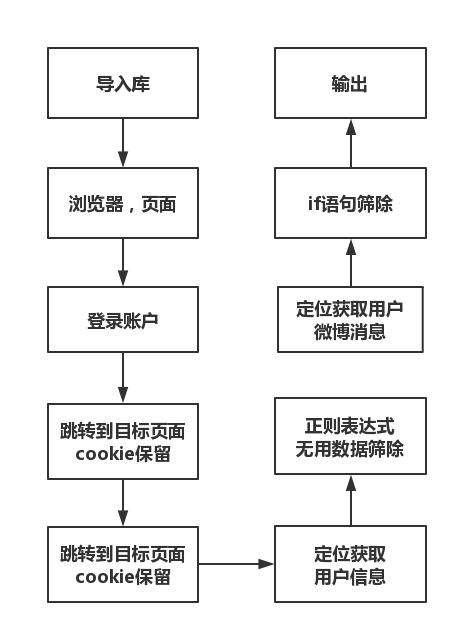 导入库
浏览器，页面
登录账户
跳转到目标页面
cookie保留
跳转到目标页面
cookie保留
定位获取
用户信息
正则表达式
无用数据筛除
定位获取用户
微博消息
if语句筛除
输出